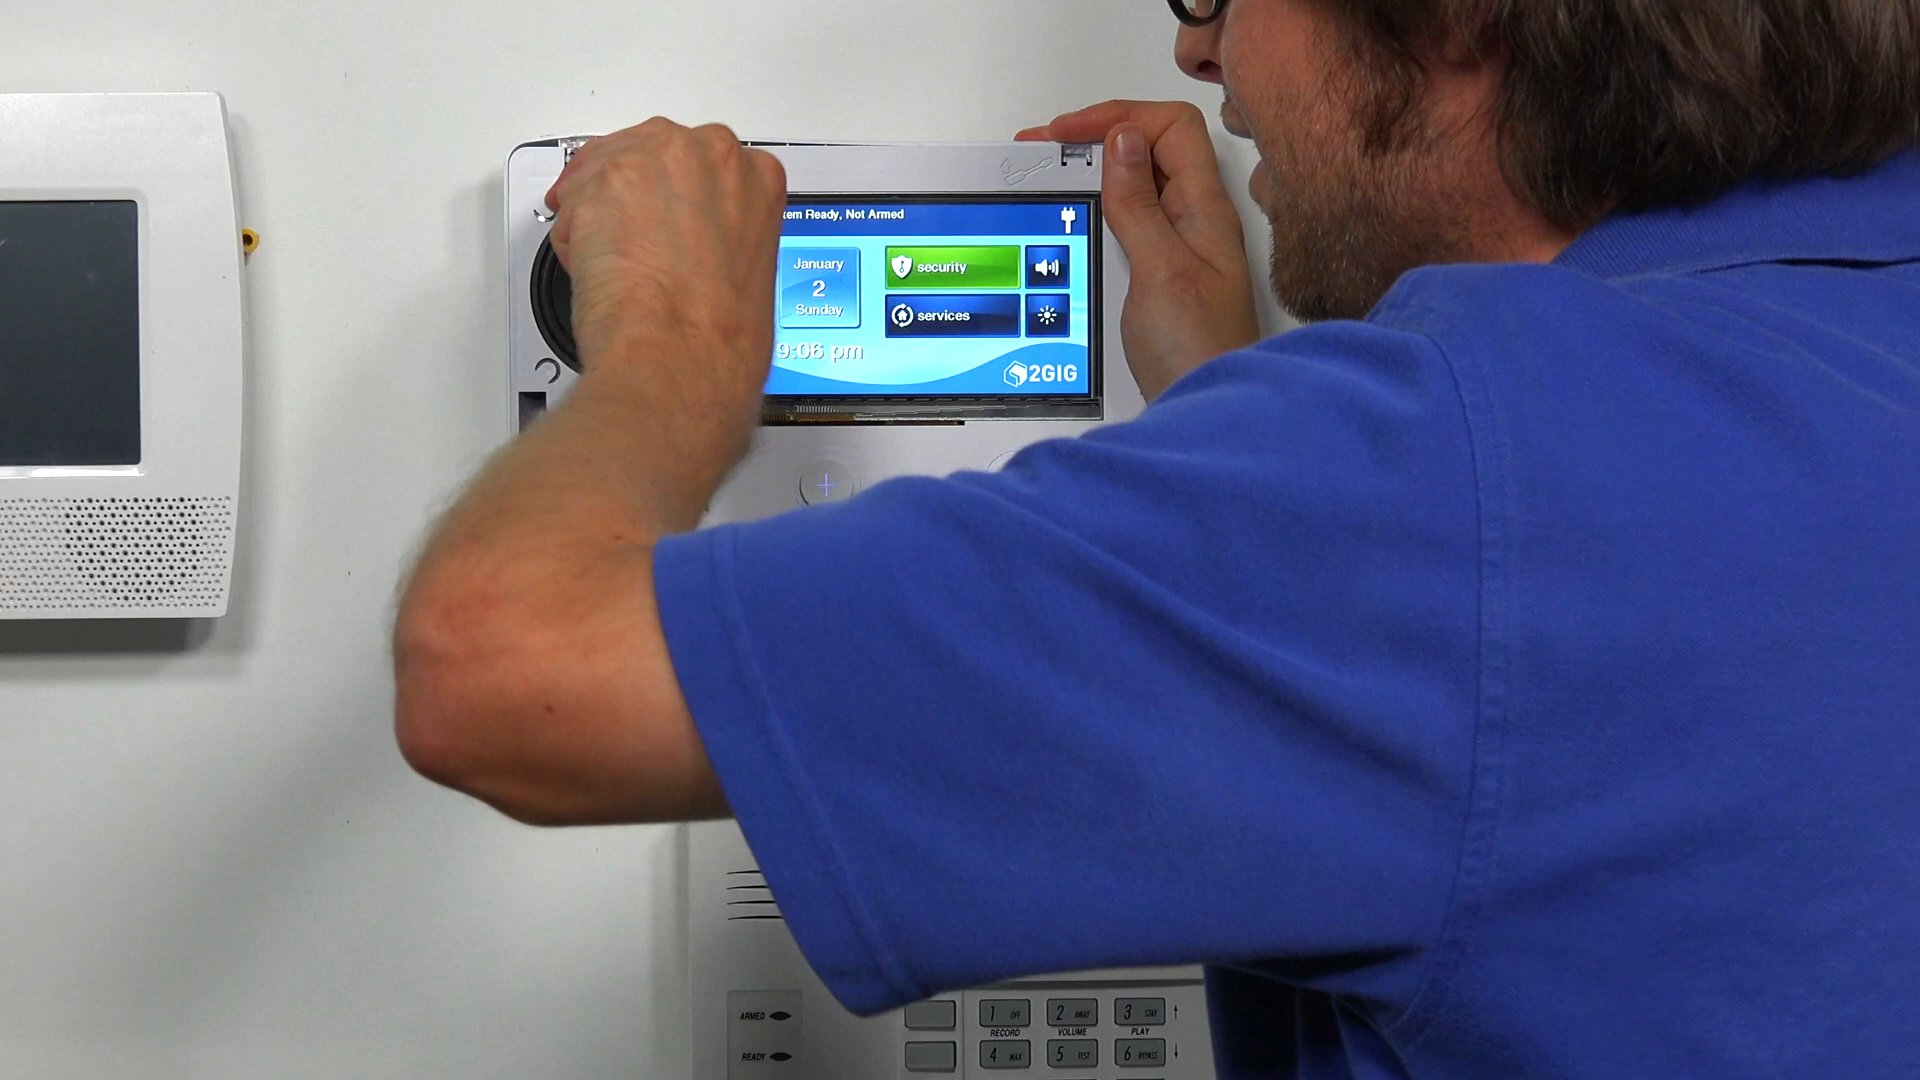 tem Ready, Not Armed
January
2
Sunday
9:06 pm
security
services
2GIG
ARMED
READY
1 OFF
2 AWAY
3 STAY
RECORD
VOLUME
PLAY
4 MAX
5 TEST
6 BYPASS